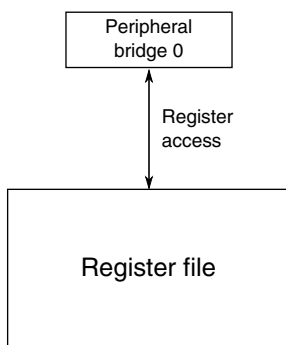 Peripheral
bridge 0
Register
access
Register file